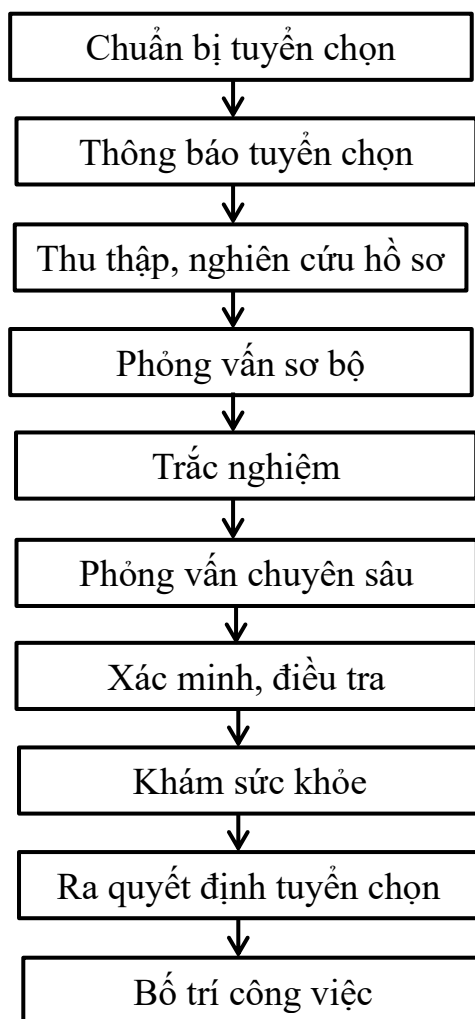 Chuẩn bị tuyển chọn
Thông báo tuyển chọn
Thu thập, nghiên cứu hồ sơ
Phỏng vấn sơ bộ
Trắc nghiệm
Phỏng vấn chuyên sâu
Xác minh, điều tra
Khám sức khỏe
Ra quyết định tuyển chọn
Bố trí công việc